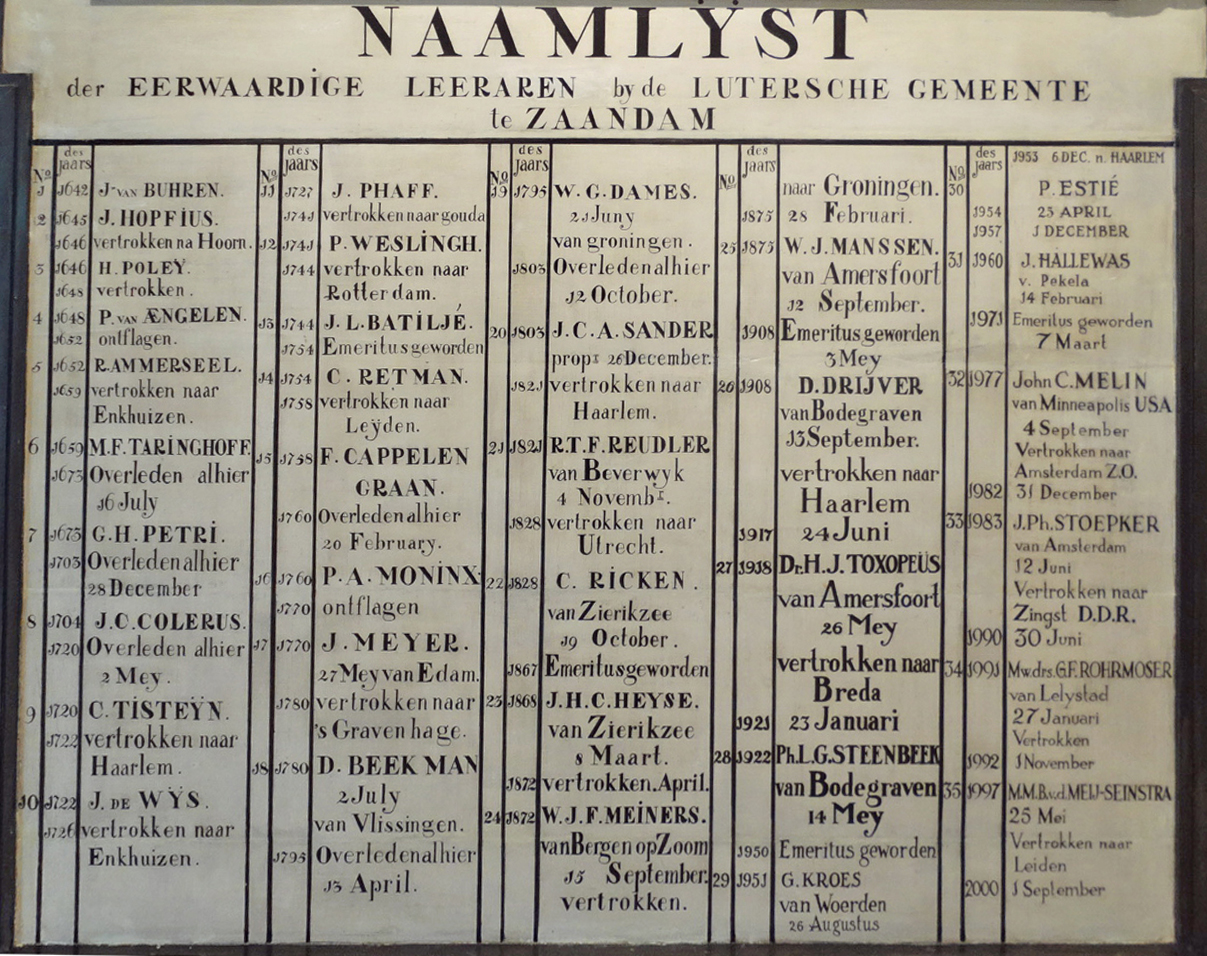 NAAMLŸST
der EERWAARDIGE LEERAREN by de LUTERSCHE GEMEENTE
te ZAANDAM
No. des jaars
1 1642 J. VAN BUHREN.
2 1645 J. HOPFIUS.
1646 vertrokken na Hoorn.
3 1646 H. POLEŸ.
1648 vertrokken.
4 1648 P. VAN ÆNGELEN.
1652 ontflagen.
5 1652 R. AMMERSEEL.
1659 vertrokken naar
Enkhuizen.
6 1659 M.F. TARINGHOFF.
1673 Overleden alhier
16 July
7 1673 G.H. PETRI.
1703 Overleden alhier
28 December
8 1704 J.C. COLERUS.
1720 Overleden alhier
2 Mey.
9 1720 C. TISTEŸN.
1722 vertrokken naar
Haarlem.
10 1722 J. DE WŸS.
1726 vertrokken naar
Enkhuizen.
No. des jaars
11 1727 J. PHAFF.
1741 vertrokken naar gouda
12 1741 P. WESLINGH.
1744 vertrokken naar
Rotterdam.
13 1744 J.L. BATILJÉ.
1754 Emeritus geworden
14 1754 C. RETMAN.
1758 vertrokken naar
Leÿden.
15 1758 F. CAPPELEN
GRAAN.
1760 Overleden alhier
20 February.
16 1760 P. A. MONINX.
1770 ontflagen
17 1770 J. MEYER.
27 Mey van Edam.
1780 vertrokken naar
's Graven hage.
18 1780 D. BEEKMAN
2 July
van Vlissingen.
1795 Overleden alhier
13 April.
No. des jaars
19 1795 W. G. DAMES.
21 Juny
van groningen.
1803 Overleden alhier
12 October.
20 1803 J.C.A. SANDER
propt 26 December.
1821 vertrokken naar
Haarlem.
21 1821 R.T.F. REUDLER
van Beverwyk
4 Novembr.
1828 vertrokken naar
Utrecht.
22 1828 C. RICKEN.
van Zierikzee
19 October.
1867 Emeritus geworden
23 1868 J.H.C. HEYSE.
van Zierikzee
8 Maart.
1872 vertrokken. April.
24 1872 W.J.F. MEINERS.
van Bergen op Zoom
15 September.
vertrokken.
No. des jaars
naar Groningen.
1875 28 Februari.
25 1875 W.J. MANSSEN.
van Amersfoort
12 September.
1908 Emeritus geworden
3 Mey
26 1908 D. DRIJVER
van Bodegraven
13 September.
vertrokken naar
Haarlem
1917 24 Juni
27 1918 Dr. H.J. TOXOPEÜS
van Amersfoort
26 Mey
vertrokken naar
Breda
1921 23 Januari
28 1922 Ph.L.G. STEENBEEK
van Bodegraven
14 Mey
1950 Emeritus geworden
29 1951 G. KROES
van Woerden
26 Augustus
No. des jaars
1953 6 DEC. n. HAARLEM
30 P. ESTIÉ
1954 25 APRIL
1957 1 DECEMBER
31 1960 J. HALLEWAS
v. Pekela
14 Februari
1971 Emeritus geworden
7 Maart
32 1977 John C. MELIN
van Minneapolis USA
4 September
Vertrokken naar
Amsterdam Z.O.
1982 31 December
33 1983 J.Ph. STOEPKER
van Amsterdam
12 Juni
Vertrokken naar
Zingst D.D.R.
1990 30 Juni
34 1991 Mw. drs. G.F. ROHRMOSER
van Lelystad
27 Januari
Vertrokken
1992 1 November
35 1997 M.M.B. v.d. MEIJ-SEINSTRA
25 Mei
Vertrokken naar
Leiden
2000 1 September